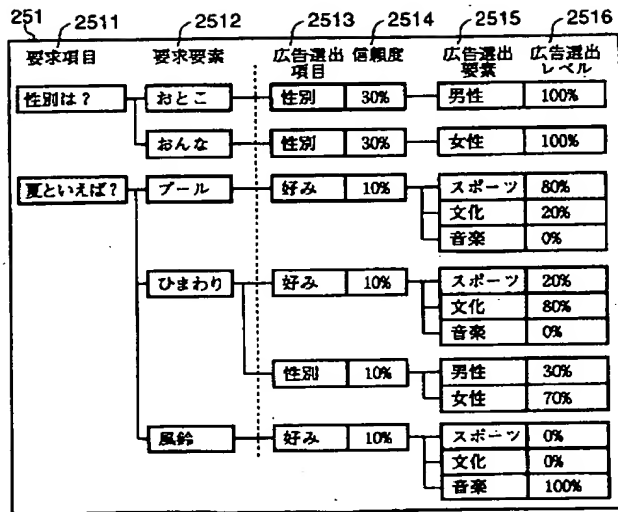 251 2511 2512 2513 2514 2515 2516
要求項目 要求要素 広告選出項目 信頼度 広告選出要素 広告選出レベル
性別は？ おとこ 性別 30% 男性 100%
おんな 性別 30% 女性 100%
夏といえば？ プール 好み 10% スポーツ 80%
文化 20%
音楽 0%
ひまわり 好み 10% スポーツ 20%
文化 80%
音楽 0%
性別 10% 男性 30%
女性 70%
風鈴 好み 10% スポーツ 0%
文化 0%
音楽 100%